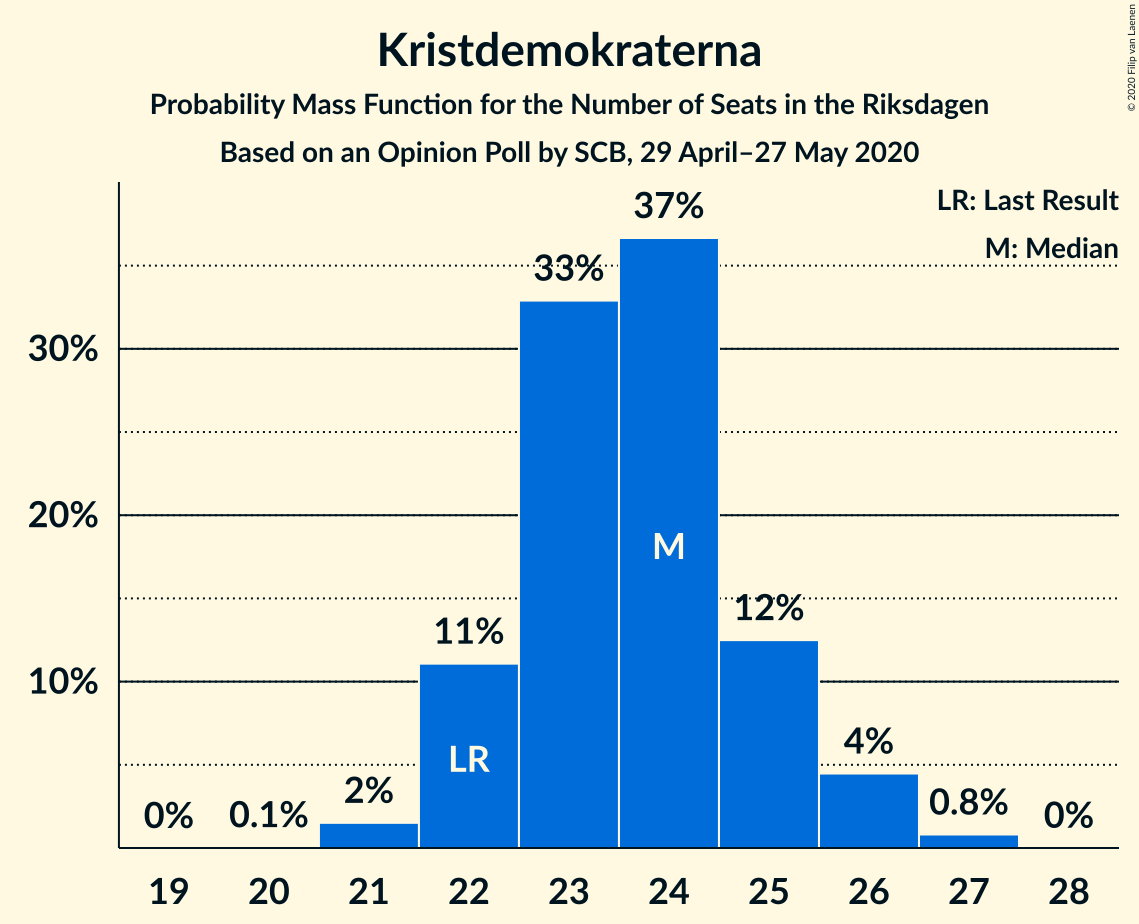 Kristdemokraterna
Probability Mass Function for the Number of Seats in the Riksdagen
Based on an Opinion Poll by SCB, 29 April–27 May 2020
© 2020 Filip van Laenen
LR: Last Result
M: Median
30%
20%
10%
0%
0.1%
2%
11%
33%
37%
12%
4%
0.8%
0%
LR
M
19 20 21 22 23 24 25 26 27 28